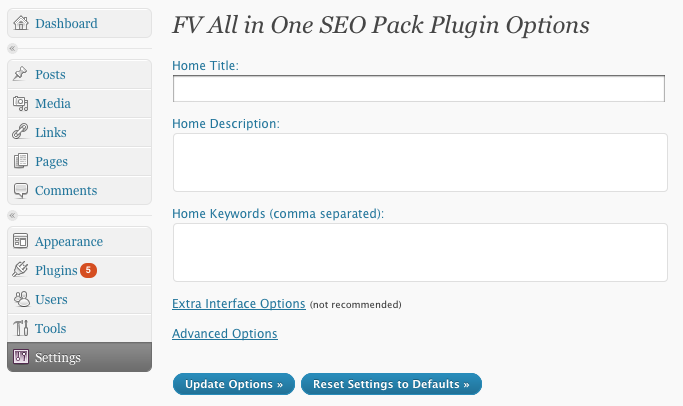 Dashboard
Posts
Media
Links
Pages
Comments
Appearance
Plugins 5
Users
Tools
Settings
FV All in One SEO Pack Plugin Options
Home Title:
Home Description:
Home Keywords (comma separated):
Extra Interface Options (not recommended)
Advanced Options
Update Options » Reset Settings to Defaults »